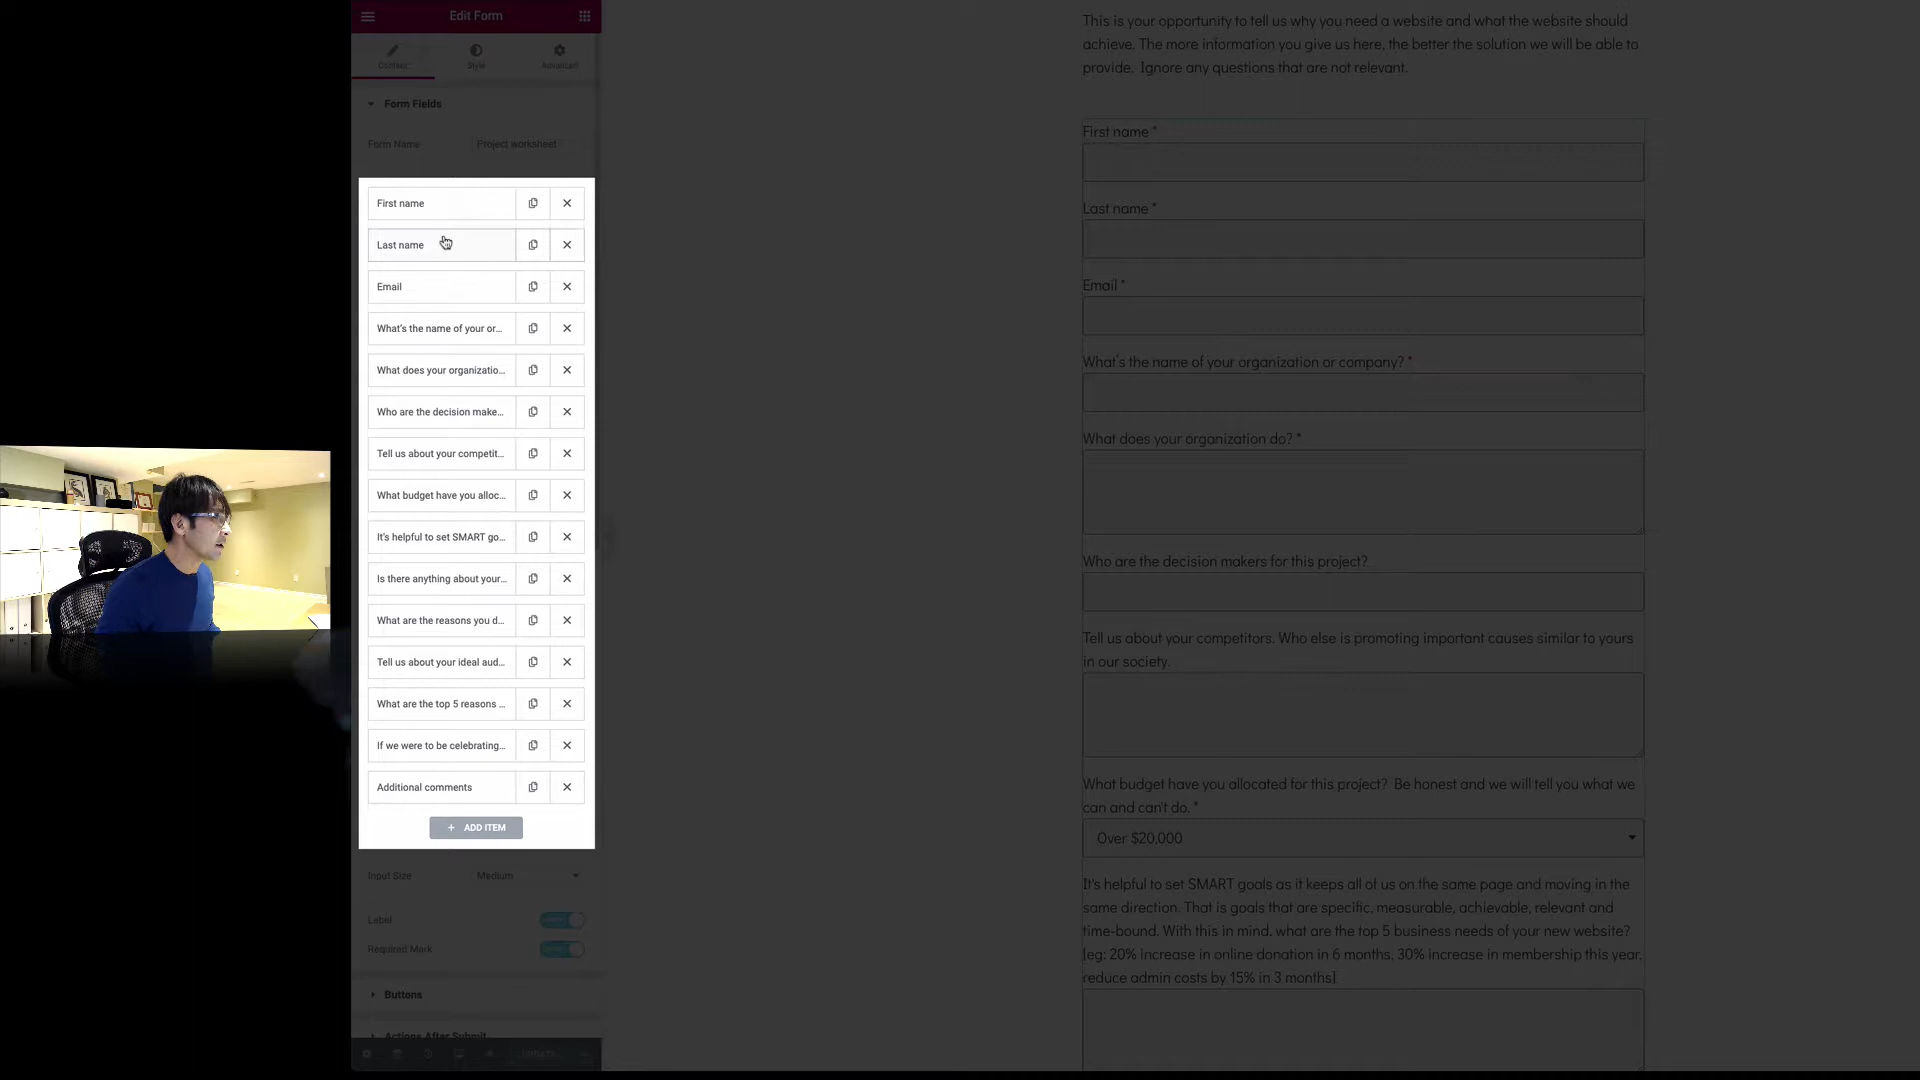 Edit Form
Content
Style
Advanced
Form Fields
Form Name
Project worksheet
First name
Last name
Email
What's the name of your or...
What does your organizatio...
Who are the decision make...
Tell us about your competit...
What budget have you alloc...
It's helpful to set SMART go...
Is there anything about your...
What are the reasons you d...
Tell us about your ideal aud...
What are the top 5 reasons ...
If we were to be celebrating...
Additional comments
+ ADD ITEM
Input Size
Medium
Label
Required Mark
Buttons
Actions After Submit
This is your opportunity to tell us why you need a website and what the website should
achieve. The more information you give us here, the better the solution we will be able to
provide. Ignore any questions that are not relevant.
First name *
Last name *
Email *
What's the name of your organization or company? *
What does your organization do? *
Who are the decision makers for this project?
Tell us about your competitors. Who else is promoting important causes similar to yours
in our society.
What budget have you allocated for this project? Be honest and we will tell you what we
can and can't do. *
Over $20,000
It's helpful to set SMART goals as it keeps all of us on the same page and moving in the
same direction. That is goals that are specific, measurable, achievable, relevant and
time-bound. With this in mind, what are the top 5 business needs of your new website?
[eg: 20% increase in online donation in 6 months, 30% increase in membership this year,
reduce admin costs by 15% in 3 months]